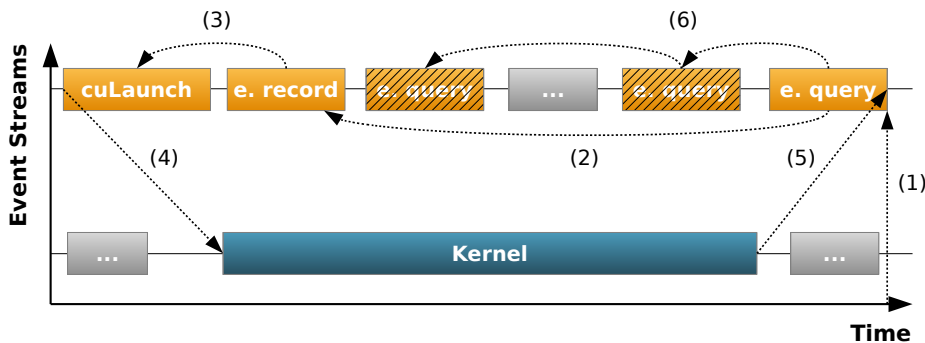 (3)
(6)
cuLaunch
e. record
e. query
...
e. query
e. query
(4)
(2)
(5)
(1)
Event Streams
...
Kernel
...
Time